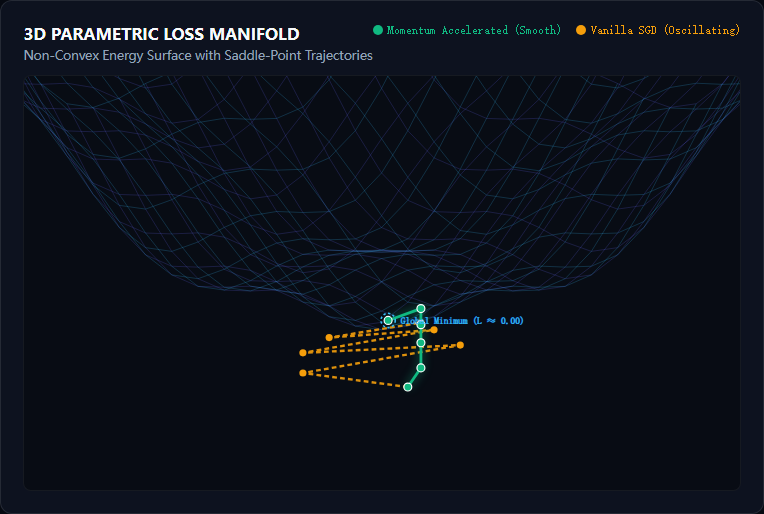 3D PARAMETRIC LOSS MANIFOLD
Non-Convex Energy Surface with Saddle-Point Trajectories
Momentum Accelerated (Smooth)
Vanilla SGD (Oscillating)
Global Minimum (L ≈ 0.00)